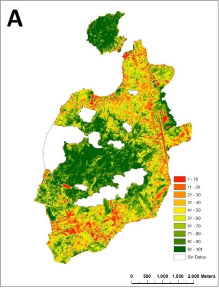 A
1 - 10
11 - 20
21 - 30
31 - 40
41 - 50
51 - 60
61 - 70
71 - 80
81 - 90
91 - 101
Sin Datos
0 500 1.000 1.500 2.000 Meters